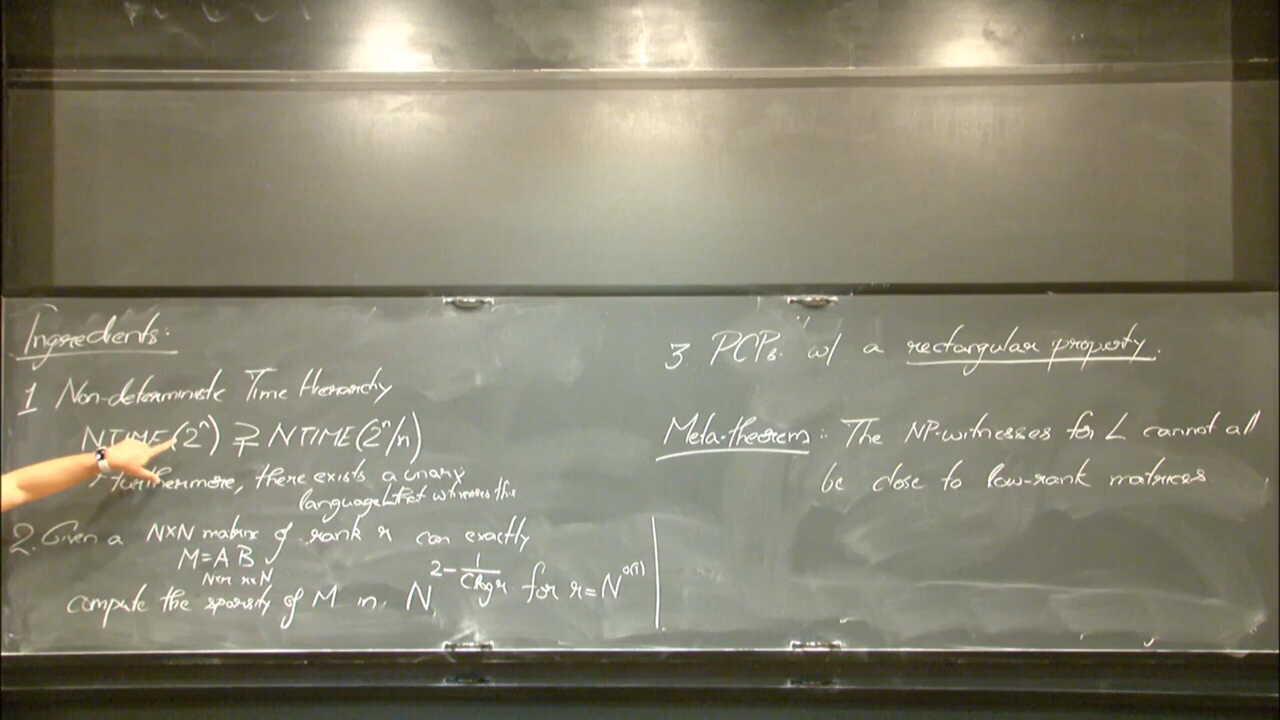 Ingredients:
1 Non-deterministic Time Hierarchy
NTIME(2^n) ⊋ NTIME(2^n/n)
Furthermore, there exists a unary
language L that witnesses this
2. Given a N×N matrix of rank r can exactly
M = A B
N×r r×N
compute the sparsity of M in N^{2 - 1/(C log r)} for r = N^{o(1)}
3. PCPs w/ a rectangular property.
Meta-theorem: The NP-witnesses for L cannot all
be close to low-rank matrices